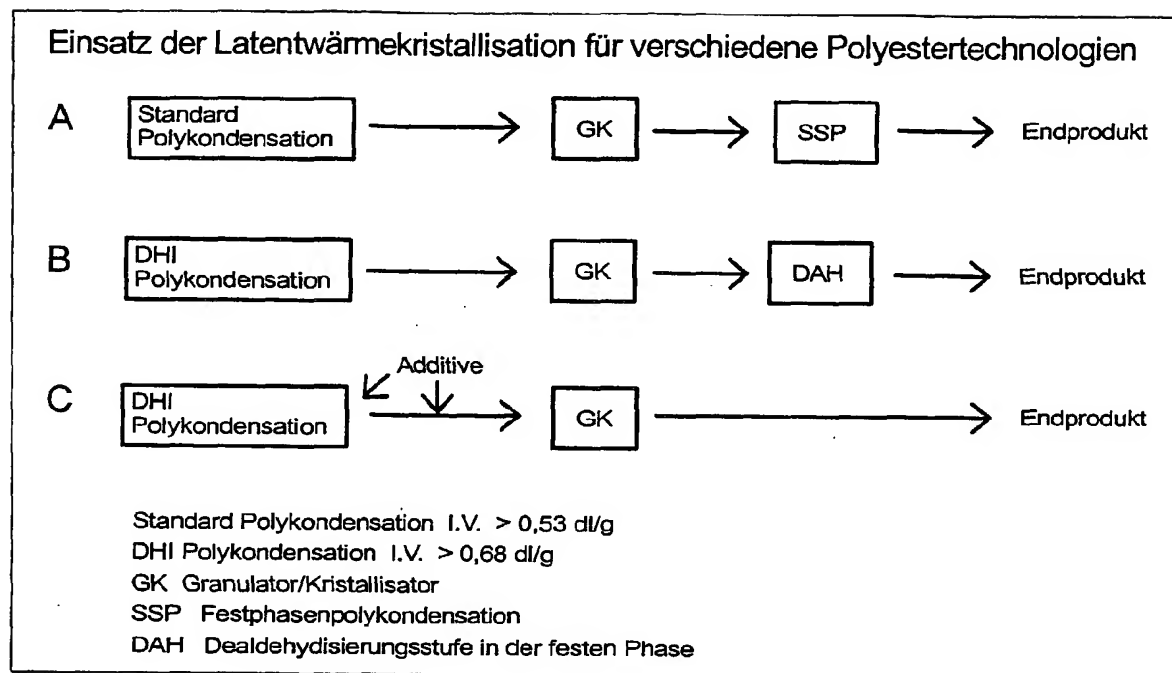 Einsatz der Latentwärmekristallisation für verschiedene Polyestertechnologien
A
Standard
Polykondensation
GK
SSP
Endprodukt
B
DHI
Polykondensation
GK
DAH
Endprodukt
Additive
C
DHI
Polykondensation
GK
Endprodukt
Standard Polykondensation I.V. > 0,53 dl/g
DHI Polykondensation I.V. > 0,68 dl/g
GK Granulator/Kristallisator
SSP Festphasenpolykondensation
DAH Dealdehydisierungsstufe in der festen Phase